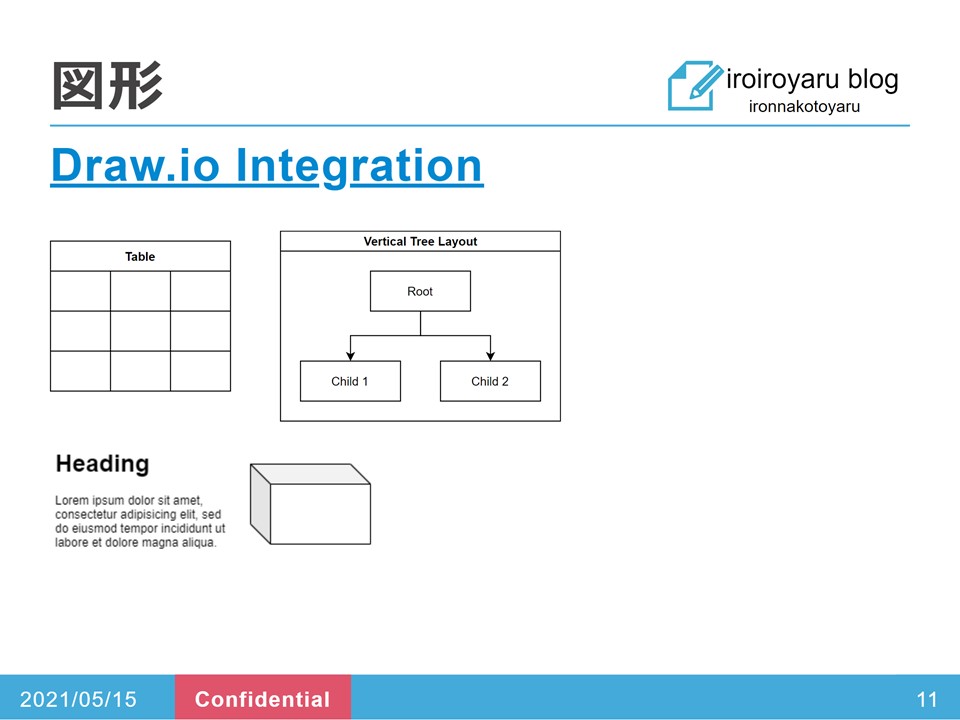 図形
iroiroyaru blog
ironnakotoyaru
Draw.io Integration
Table
Vertical Tree Layout
Root
Child 1
Child 2
Heading
Lorem ipsum dolor sit amet,
consectetur adipisicing elit, sed
do eiusmod tempor incididunt ut
labore et dolore magna aliqua.
2021/05/15
Confidential
11